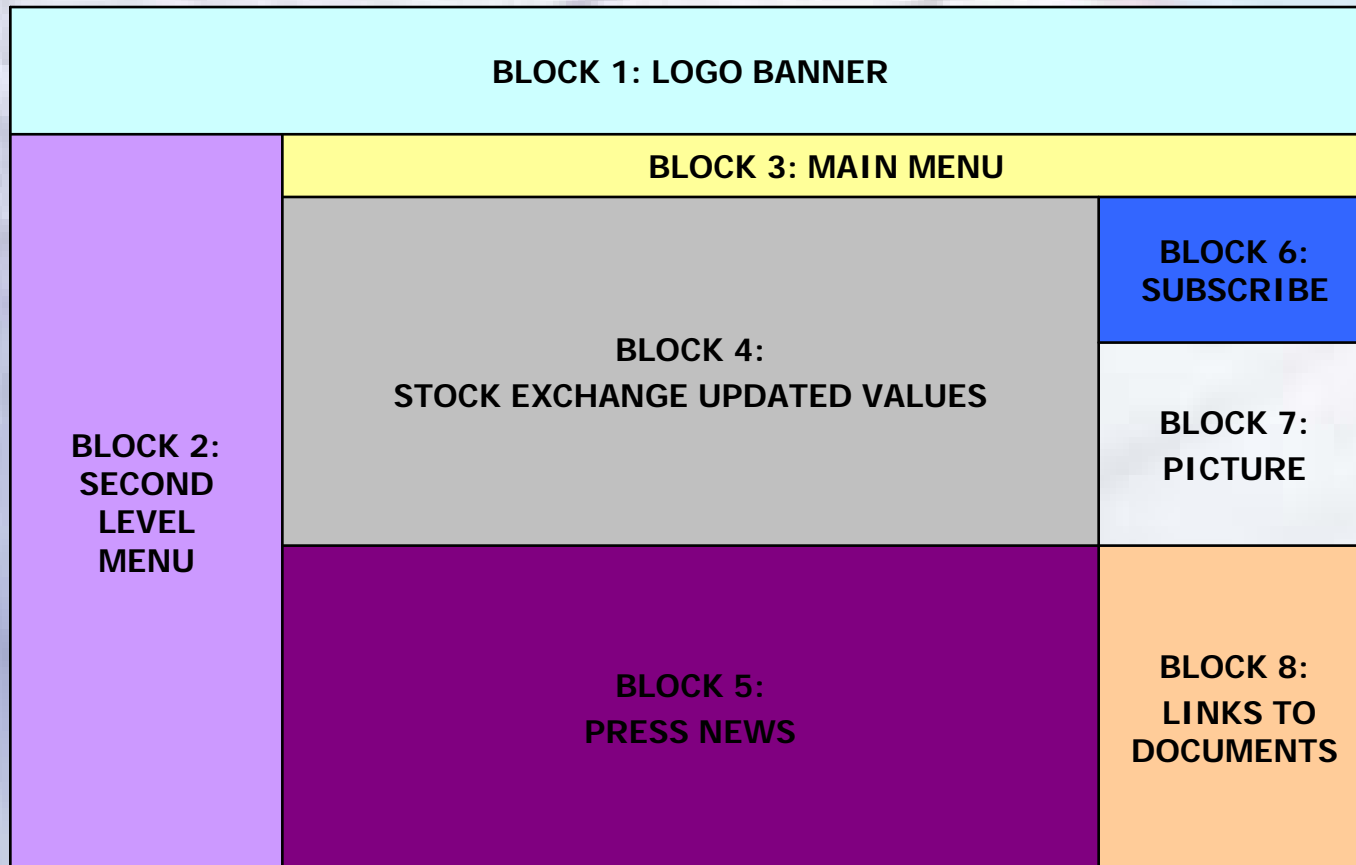 BLOCK 1: LOGO BANNER
BLOCK 2:
SECOND
LEVEL
MENU
BLOCK 3: MAIN MENU
BLOCK 4:
STOCK EXCHANGE UPDATED VALUES
BLOCK 5:
PRESS NEWS
BLOCK 6:
SUBSCRIBE
BLOCK 7:
PICTURE
BLOCK 8:
LINKS TO
DOCUMENTS